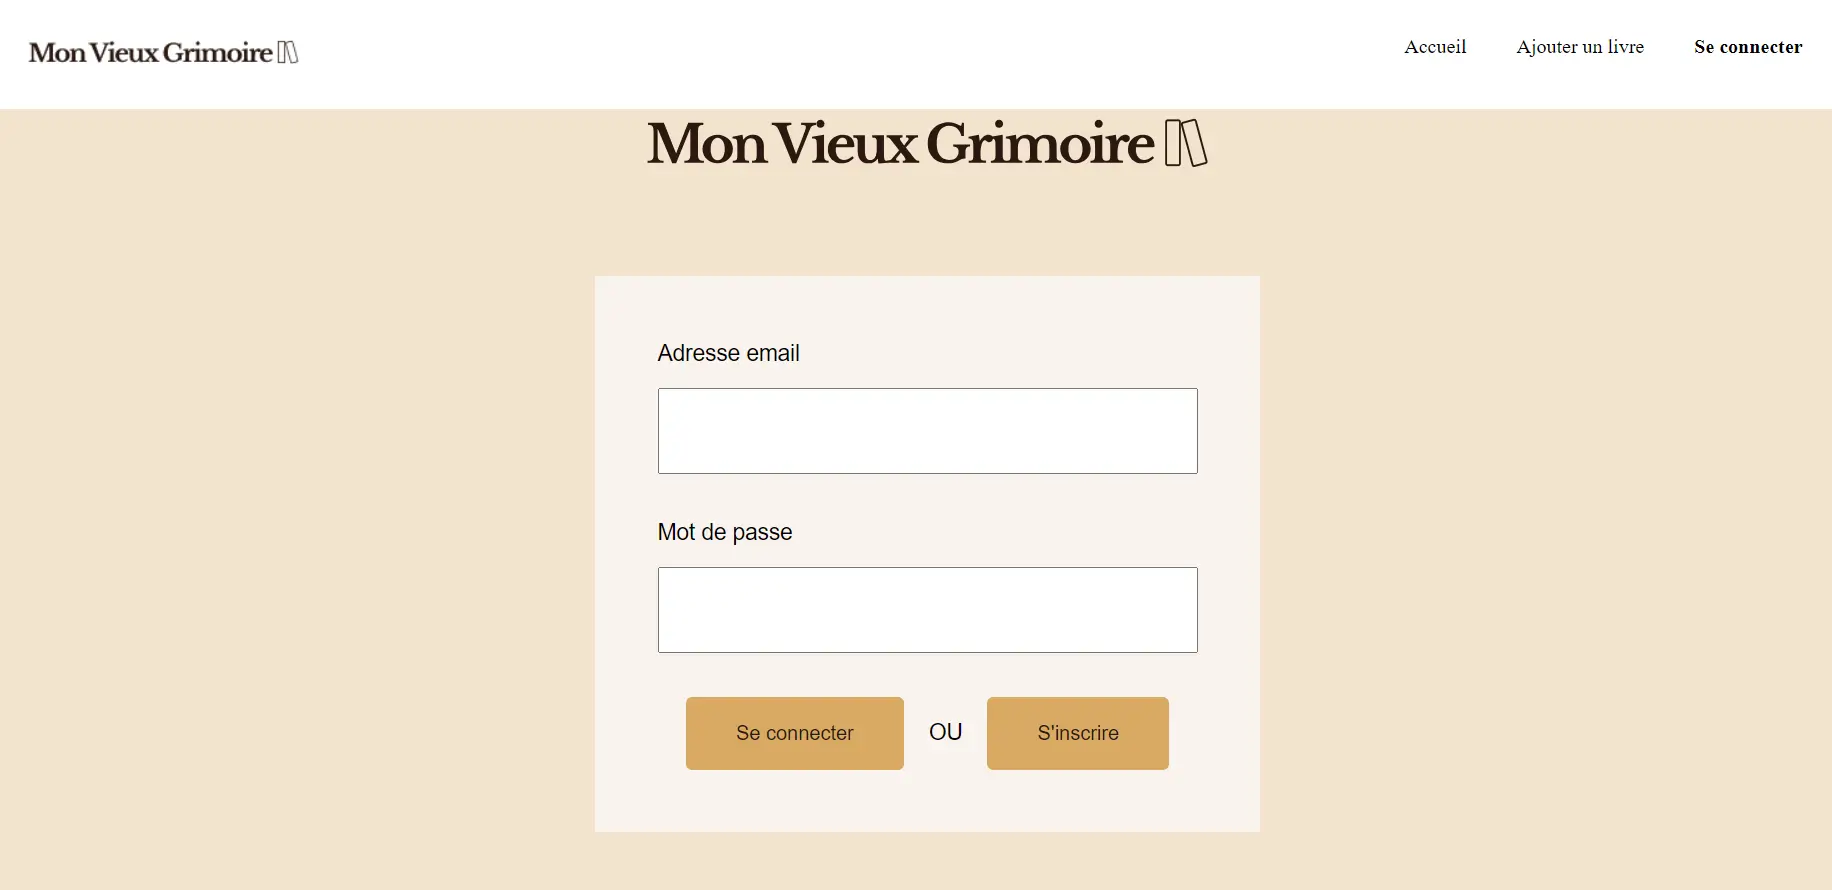 Mon Vieux Grimoire
Accueil Ajouter un livre Se connecter
Mon Vieux Grimoire
Adresse email
Mot de passe
Se connecter OU S'inscrire